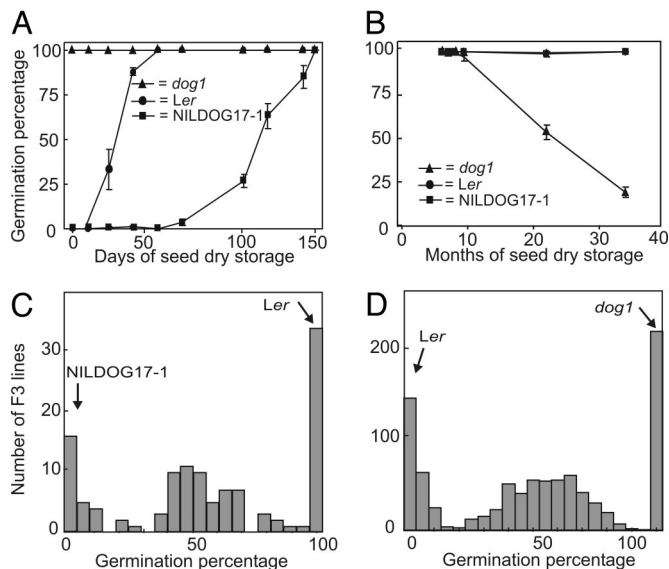 A
Germination percentage
100
75
50
25
0
▲ = dog1
● = Ler
■ = NILDOG17-1
0 50 100 150
Days of seed dry storage
B
100
75
50
25
0
▲ = dog1
● = Ler
■ = NILDOG17-1
0 10 20 30 40
Months of seed dry storage
C
Number of F3 lines
30
20
10
0
NILDOG17-1
Ler
0 50 100
Germination percentage
D
200
100
0
Ler
dog1
0 50 100
Germination percentage